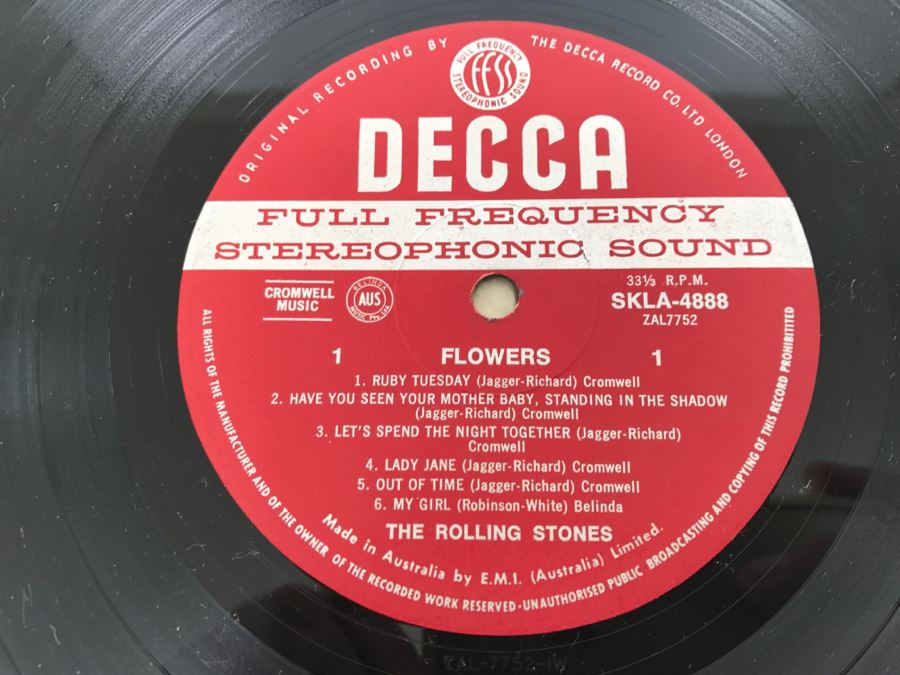 ORIGINAL RECORDING BY THE DECCA RECORD CO. LTD LONDON
FULL FREQUENCY
FFSS
STEREOPHONIC SOUND
DECCA
FULL FREQUENCY
STEREOPHONIC SOUND
CROMWELL
MUSIC
BELINDA
AUS
MUSIC Pty. Ltd.
33⅓ R.P.M.
SKLA-4888
ZAL7752
1 FLOWERS 1
1. RUBY TUESDAY (Jagger-Richard) Cromwell
2. HAVE YOU SEEN YOUR MOTHER BABY, STANDING IN THE SHADOW
(Jagger-Richard) Cromwell
3. LET'S SPEND THE NIGHT TOGETHER (Jagger-Richard)
Cromwell
4. LADY JANE (Jagger-Richard) Cromwell
5. OUT OF TIME (Jagger-Richard) Cromwell
6. MY GIRL (Robinson-White) Belinda
THE ROLLING STONES
Made in Australia by E.M.I. (Australia) Limited.
ALL RIGHTS OF THE MANUFACTURER AND OF THE OWNER OF THE RECORDED WORK RESERVED·UNAUTHORISED PUBLIC BROADCASTING AND COPYING OF THIS RECORD PROHIBITED
ZAL-7752-1W